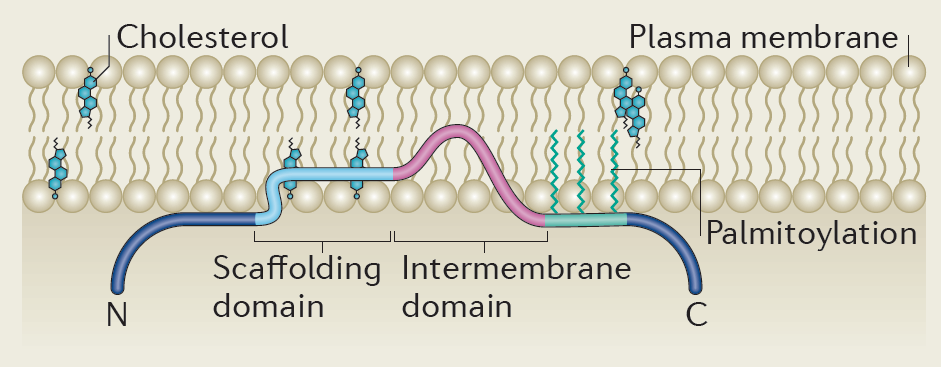 Cholesterol
Plasma membrane
Palmitoylation
Scaffolding
domain
Intermembrane
domain
N
C